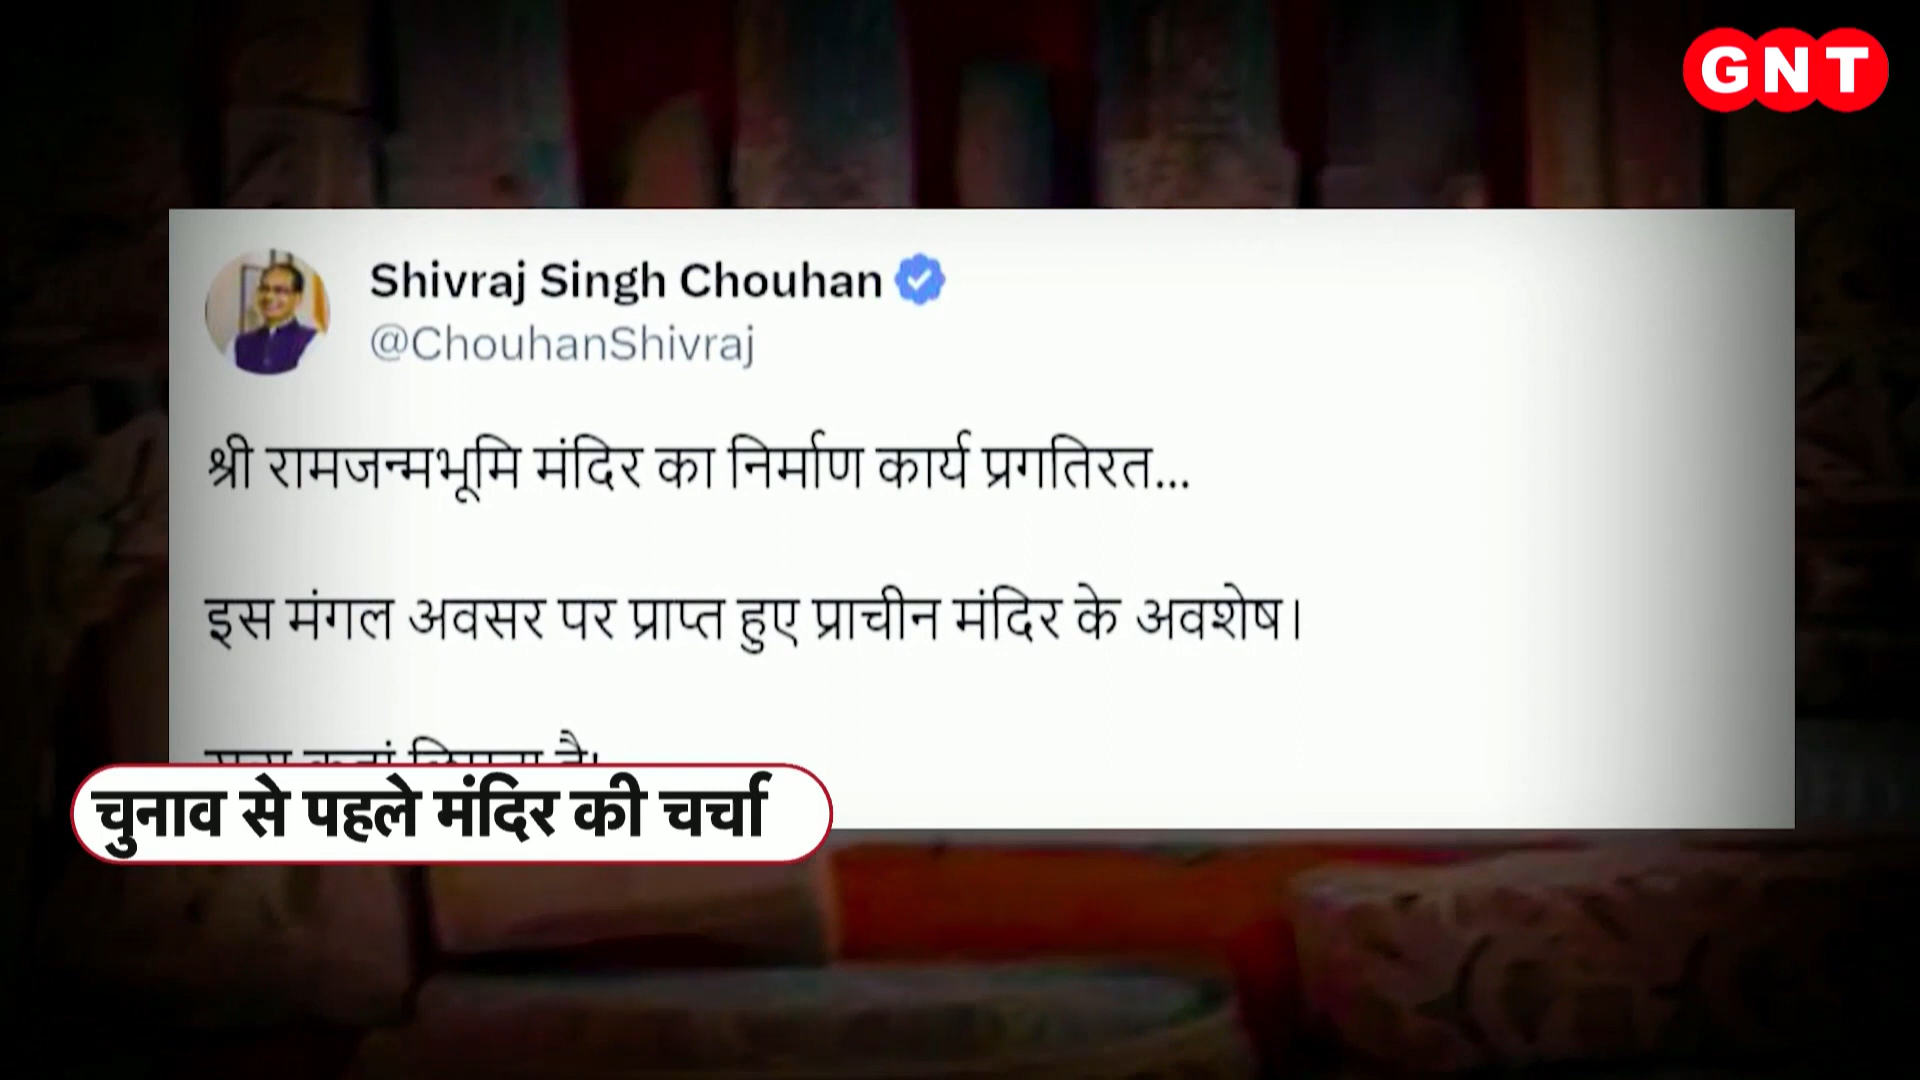 GNT
Shivraj Singh Chouhan
@ChouhanShivraj
श्री रामजन्मभूमि मंदिर का निर्माण कार्य प्रगतिरत...
इस मंगल अवसर पर प्राप्त हुए प्राचीन मंदिर के अवशेष।
है।
चुनाव से पहले मंदिर की चर्चा